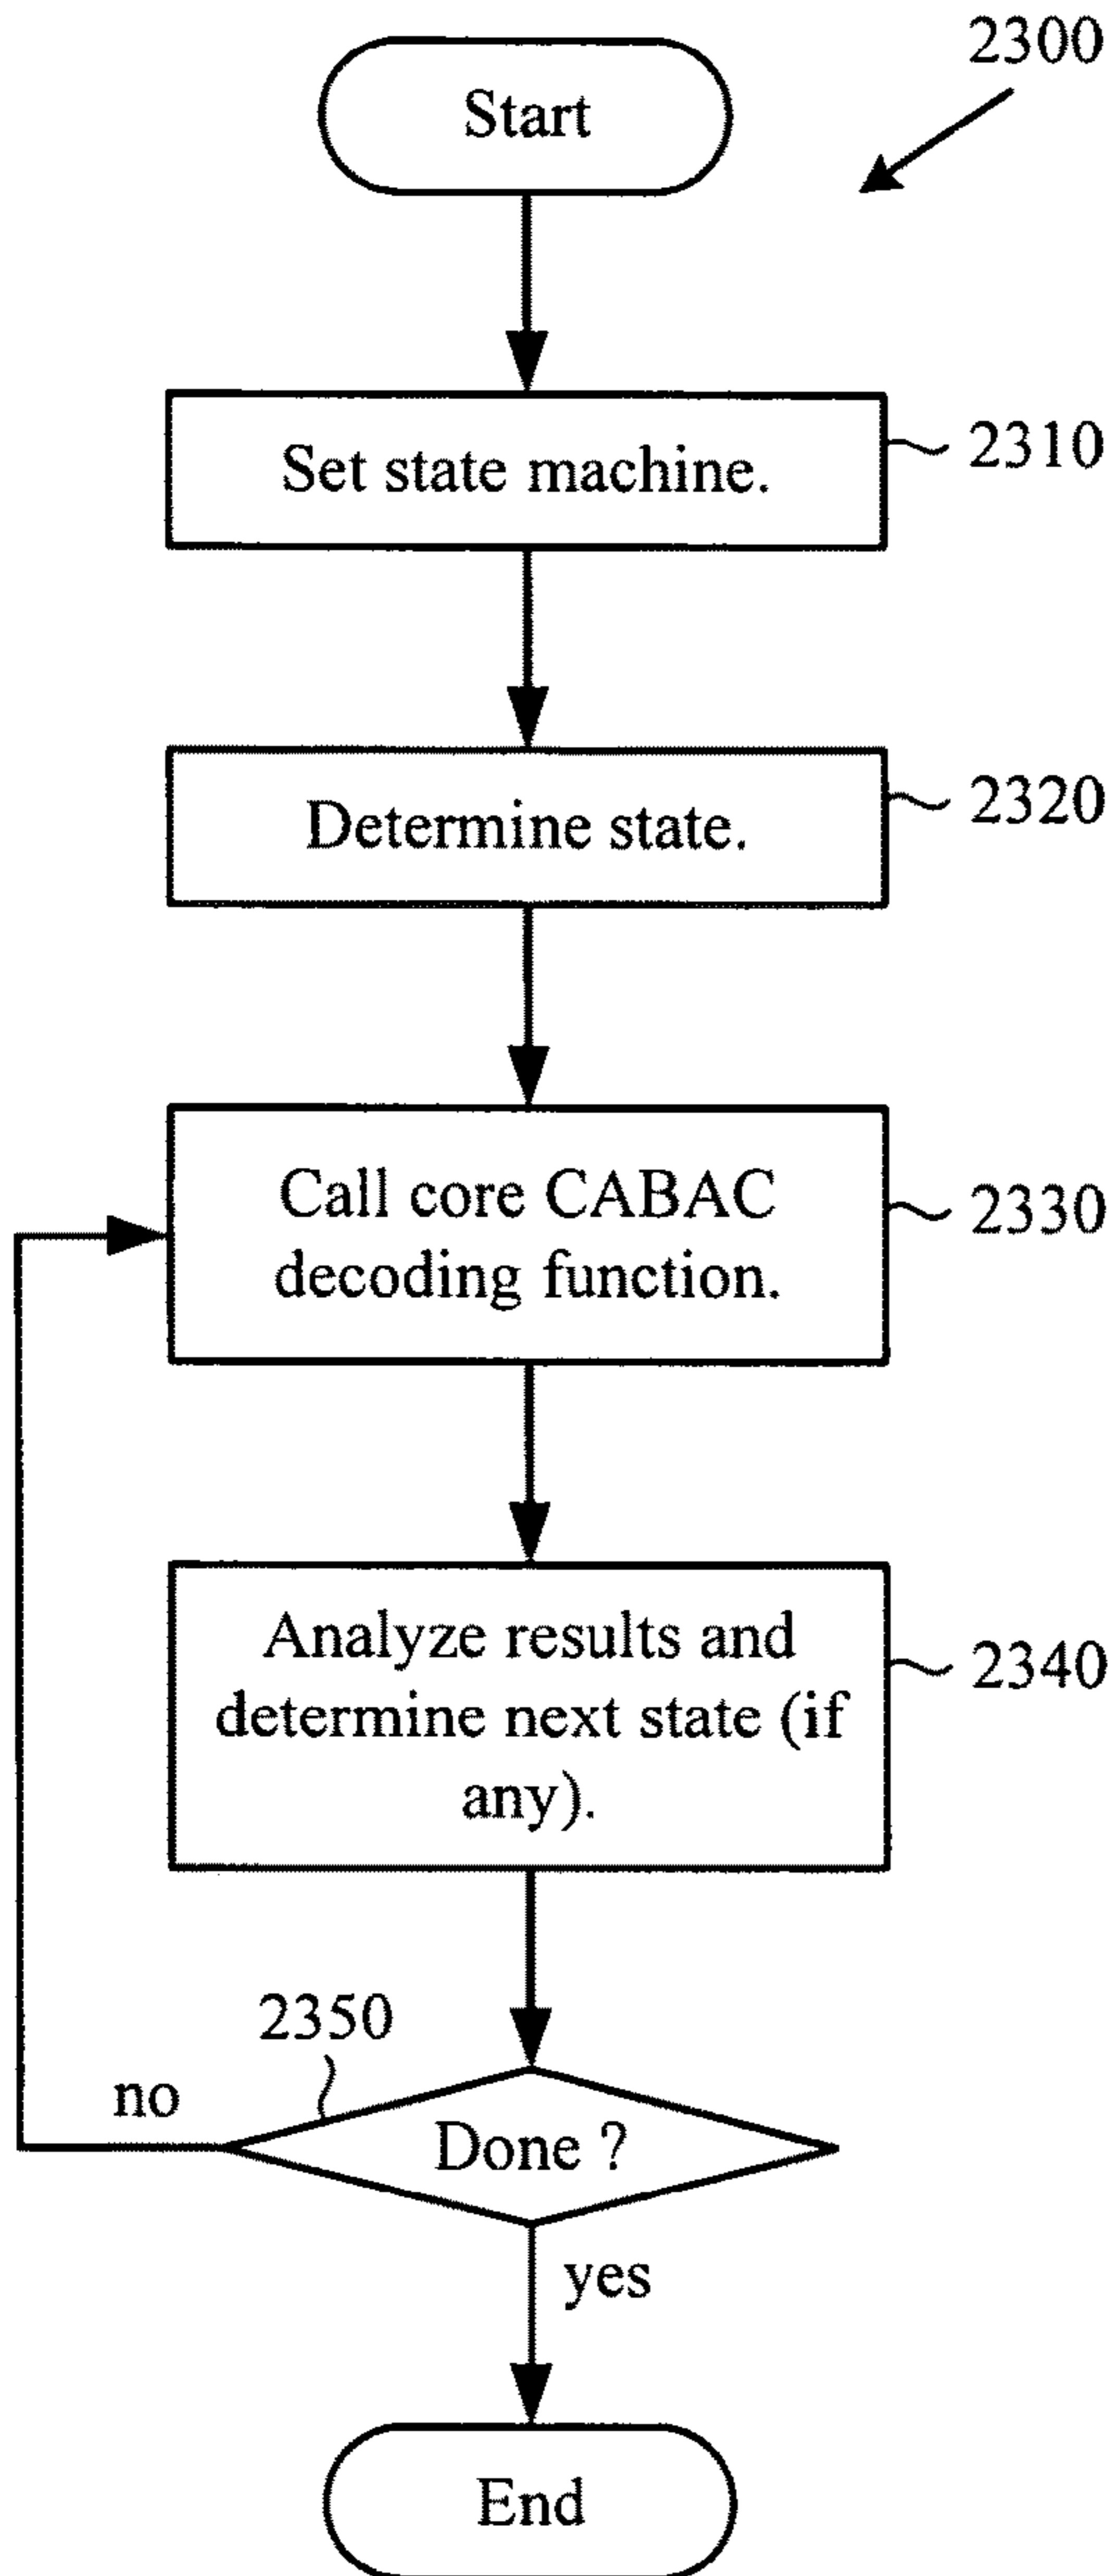 2300
Start
Set state machine.
2310
Determine state.
2320
Call core CABAC
decoding function.
2330
Analyze results and
determine next state (if
any).
2340
2350
no
Done ?
yes
End